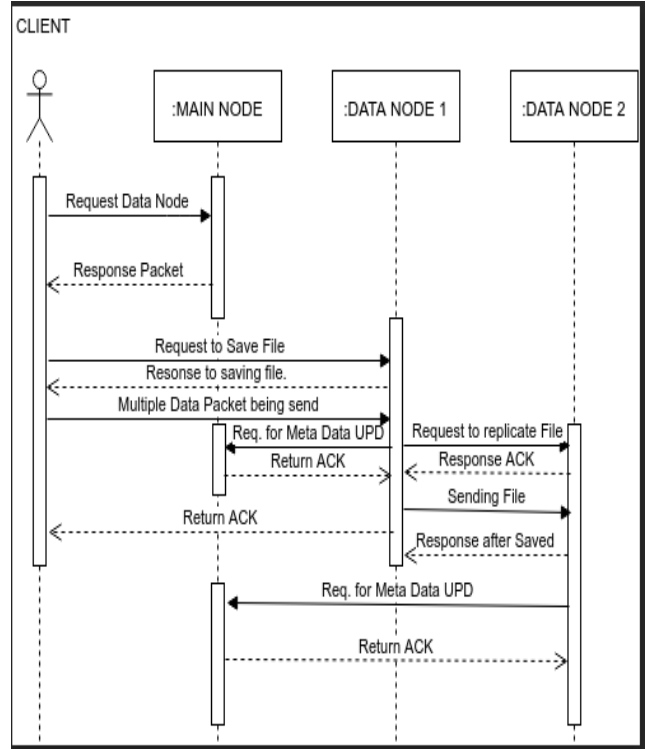 CLIENT
:MAIN NODE
:DATA NODE 1
:DATA NODE 2
Request Data Node
Response Packet
Request to Save File
Resonse to saving file.
Multiple Data Packet being send
Req. for Meta Data UPD
Request to replicate File
Return ACK
Response ACK
Sending File
Return ACK
Response after Saved
Req. for Meta Data UPD
Return ACK